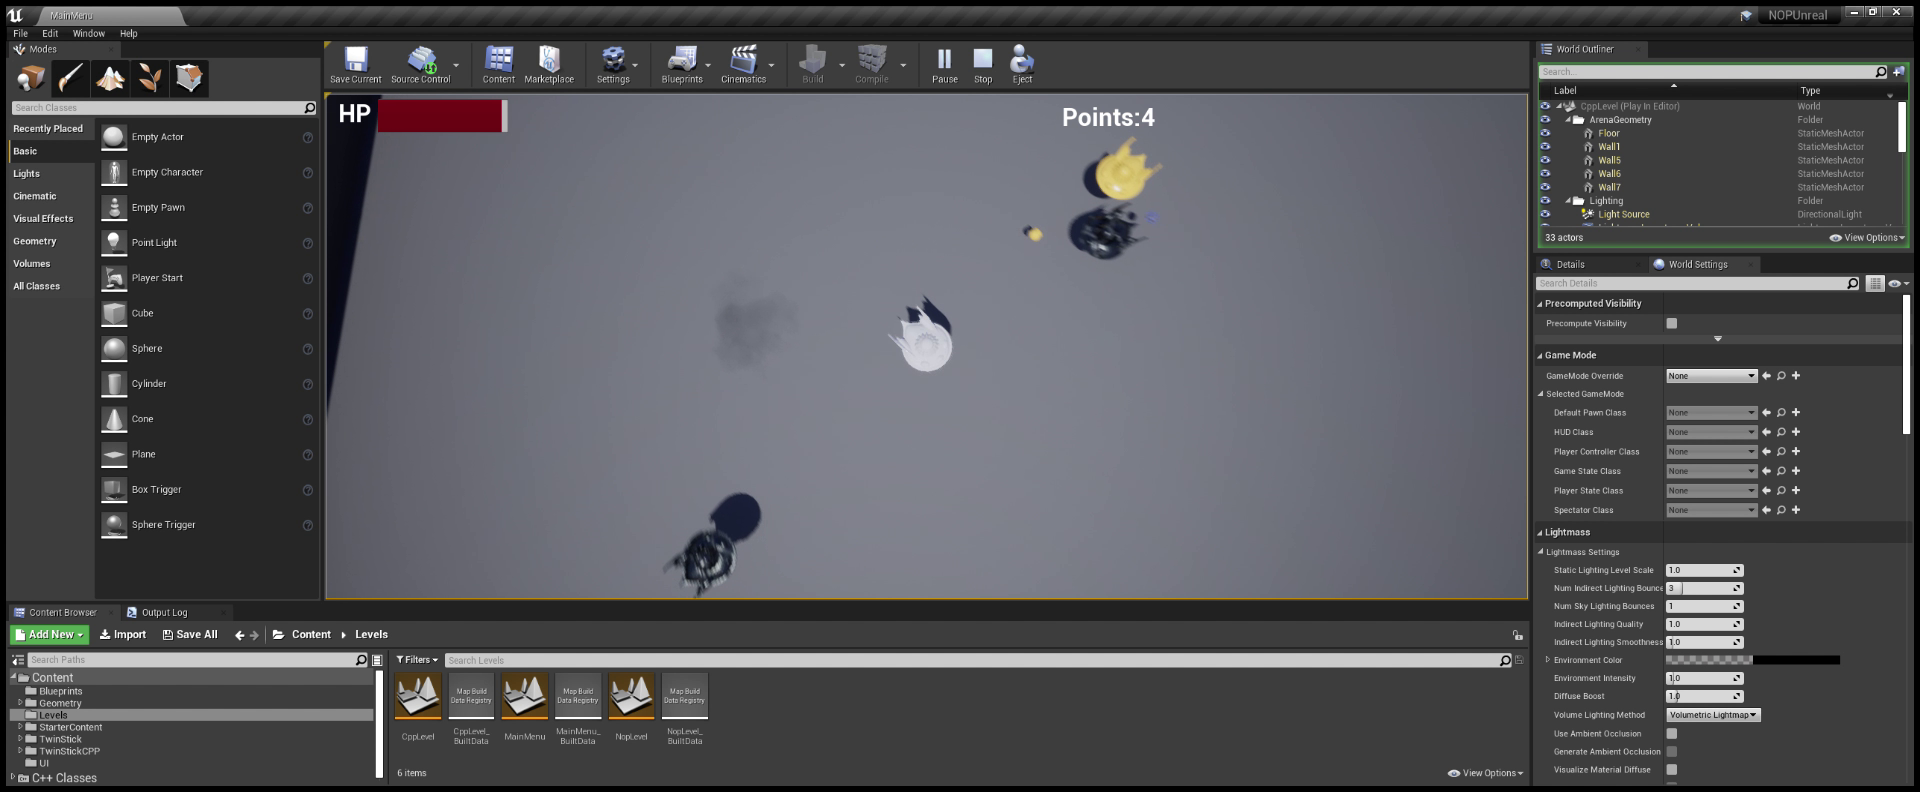 MainMenu
NOPUnreal
File Edit Window Help
Modes
Search Classes
Recently Placed
Basic
Lights
Cinematic
Visual Effects
Geometry
Volumes
All Classes
Empty Actor
Empty Character
Empty Pawn
Point Light
Player Start
Cube
Sphere
Cylinder
Cone
Plane
Box Trigger
Sphere Trigger
Save Current Source Control Content Marketplace Settings Blueprints Cinematics Build Compile Pause Stop Eject
HP
Points:4
World Outliner
Search...
Label Type
CppLevel (Play In Editor) World
ArenaGeometry Folder
Floor StaticMeshActor
Wall1 StaticMeshActor
Wall5 StaticMeshActor
Wall6 StaticMeshActor
Wall7 StaticMeshActor
Lighting Folder
Light Source DirectionalLight
33 actors View Options
Details World Settings
Search Details
Precomputed Visibility
Precompute Visibility
Game Mode
GameMode Override None
Selected GameMode
Default Pawn Class None
HUD Class None
Player Controller Class None
Game State Class None
Player State Class None
Spectator Class None
Lightmass
Lightmass Settings
Static Lighting Level Scale 1.0
Num Indirect Lighting Bounce 3
Num Sky Lighting Bounces 1
Indirect Lighting Quality 1.0
Indirect Lighting Smoothness 1.0
Environment Color
Environment Intensity 1.0
Diffuse Boost 1.0
Volume Lighting Method Volumetric Lightmap
Use Ambient Occlusion
Generate Ambient Occlusion
Visualize Material Diffuse
Content Browser Output Log
Add New Import Save All Content Levels
Search Paths
Content
Blueprints
Geometry
Levels
StarterContent
TwinStick
TwinStickCPP
UI
C++ Classes
Filters Search Levels
Map Build Data Registry
Map Build Data Registry
Map Build Data Registry
CppLevel
CppLevel_BuiltData
MainMenu
MainMenu_BuiltData
NopLevel
NopLevel_BuiltData
6 items View Options